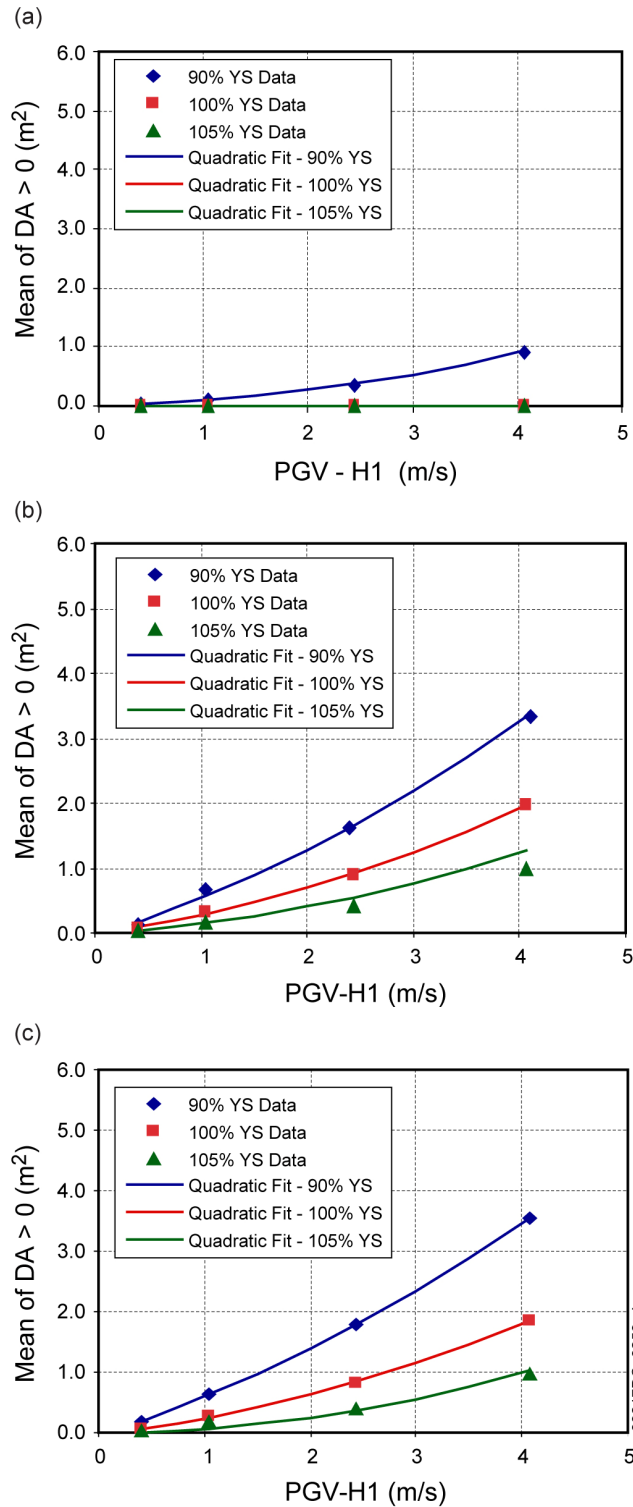 (a)
6.0
5.0
4.0
3.0
2.0
1.0
0.0
Mean of DA > 0 (m²)
90% YS Data
100% YS Data
105% YS Data
Quadratic Fit - 90% YS
Quadratic Fit - 100% YS
Quadratic Fit - 105% YS
0 1 2 3 4 5
PGV - H1 (m/s)
(b)
6.0
5.0
4.0
3.0
2.0
1.0
0.0
Mean of DA > 0 (m²)
90% YS Data
100% YS Data
105% YS Data
Quadratic Fit - 90% YS
Quadratic Fit - 100% YS
Quadratic Fit - 105% YS
0 1 2 3 4 5
PGV-H1 (m/s)
(c)
6.0
5.0
4.0
3.0
2.0
1.0
0.0
Mean of DA > 0 (m²)
90% YS Data
100% YS Data
105% YS Data
Quadratic Fit - 90% YS
Quadratic Fit - 100% YS
Quadratic Fit - 105% YS
0 1 2 3 4 5
PGV-H1 (m/s)